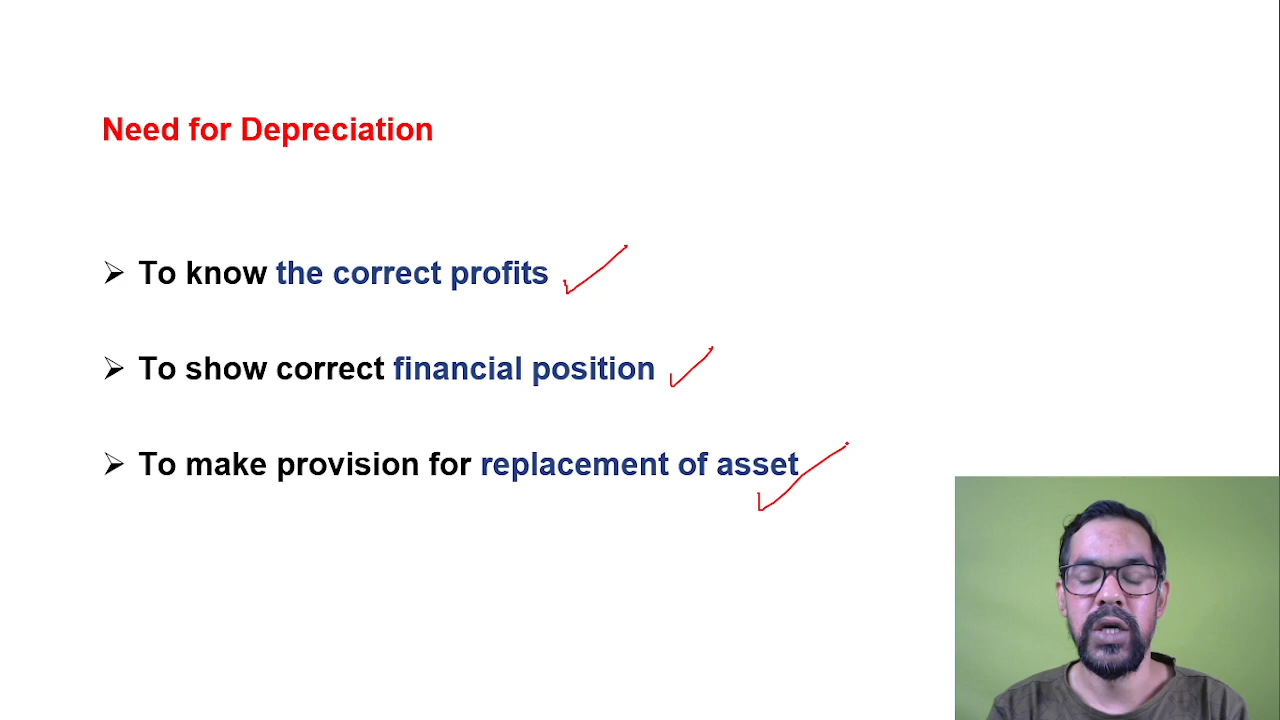 Need for Depreciation
To know the correct profits
To show correct financial position
To make provision for replacement of asset